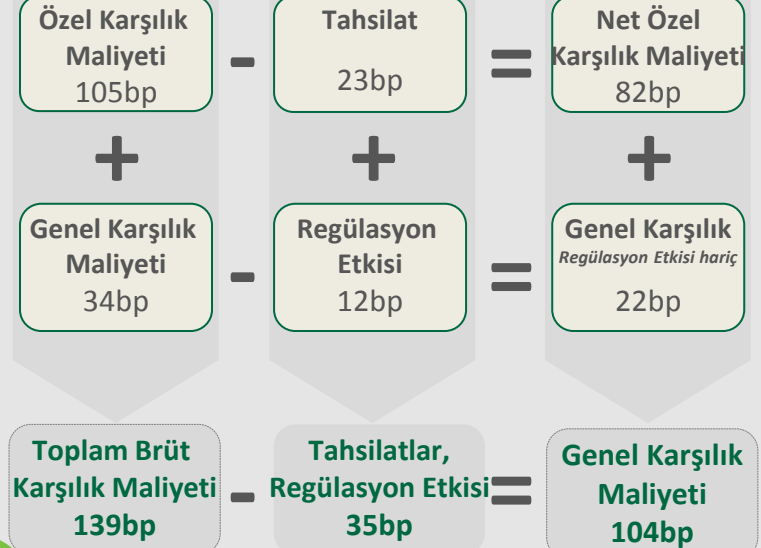 Özel Karşılık
Maliyeti
105bp
-
Tahsilat
23bp
=
Net Özel
Karşılık Maliyeti
82bp
+
+
+
Genel Karşılık
Maliyeti
34bp
-
Regülasyon
Etkisi
12bp
=
Genel Karşılık
Regülasyon Etkisi hariç
22bp
Toplam Brüt
Karşılık Maliyeti
139bp
-
Tahsilatlar,
Regülasyon Etkisi
35bp
=
Genel Karşılık
Maliyeti
104bp